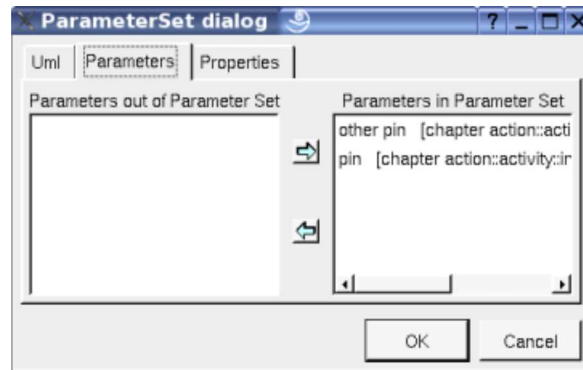 ParameterSet dialog
Uml Parameters Properties
Parameters out of Parameter Set Parameters in Parameter Set
other pin [chapter action::acti
pin [chapter action::activity::in
OK Cancel